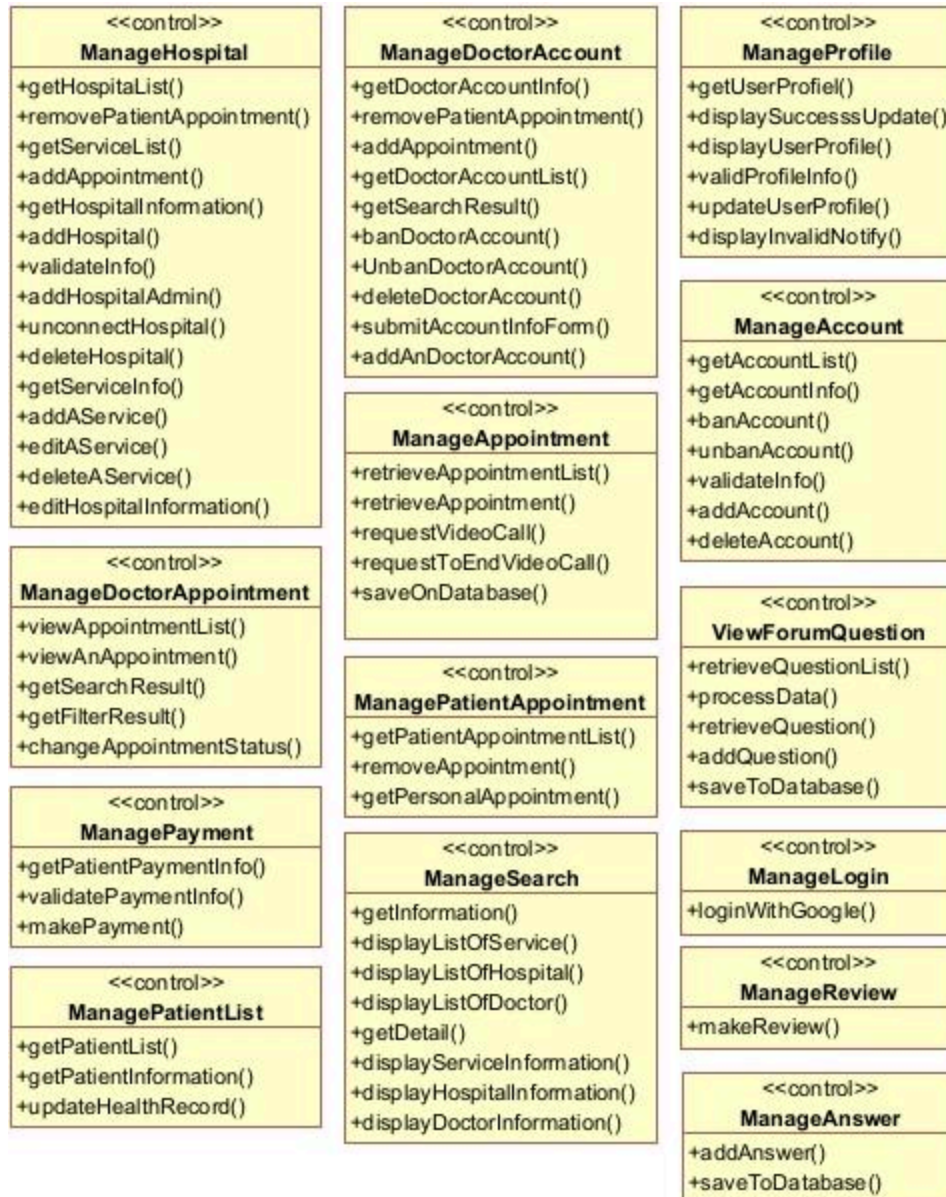 <<control>>
ManageHospital
+getHospitaList()
+removePatientAppointment()
+getServiceList()
+addAppointment()
+getHospitalInformation()
+addHospital()
+validateInfo()
+addHospitalAdmin()
+unconnectHospital()
+deleteHospital()
+getServiceInfo()
+addAService()
+editAService()
+deleteAService()
+editHospitalInformation()
<<control>>
ManageDoctorAppointment
+viewAppointmentList()
+viewAnAppointment()
+getSearchResult()
+getFilterResult()
+changeAppointmentStatus()
<<control>>
ManagePayment
+getPatientPaymentInfo()
+validatePaymentInfo()
+makePayment()
<<control>>
ManagePatientList
+getPatientList()
+getPatientInformation()
+updateHealthRecord()
<<control>>
ManageDoctorAccount
+getDoctorAccountInfo()
+removePatientAppointment()
+addAppointment()
+getDoctorAccountList()
+getSearchResult()
+banDoctorAccount()
+UnbanDoctorAccount()
+deleteDoctorAccount()
+submitAccountInfoForm()
+addAnDoctorAccount()
<<control>>
ManageAppointment
+retrieveAppointmentList()
+retrieveAppointment()
+requestVideoCall()
+requestToEndVideoCall()
+saveOnDatabase()
<<control>>
ManagePatientAppointment
+getPatientAppointmentList()
+removeAppointment()
+getPersonalAppointment()
<<control>>
ManageSearch
+getInformation()
+displayListOfService()
+displayListOfHospital()
+displayListOfDoctor()
+getDetail()
+displayServiceInformation()
+displayHospitalInformation()
+displayDoctorInformation()
<<control>>
ManageProfile
+getUserProfiel()
+displaySuccesssUpdate()
+displayUserProfile()
+validProfileInfo()
+updateUserProfile()
+displayInvalidNotify()
<<control>>
ManageAccount
+getAccountList()
+getAccountInfo()
+banAccount()
+unbanAccount()
+validateInfo()
+addAccount()
+deleteAccount()
<<control>>
ViewForumQuestion
+retrieveQuestionList()
+processData()
+retrieveQuestion()
+addQuestion()
+saveToDatabase()
<<control>>
ManageLogin
+loginWithGoogle()
<<control>>
ManageReview
+makeReview()
<<control>>
ManageAnswer
+addAnswer()
+saveToDatabase()